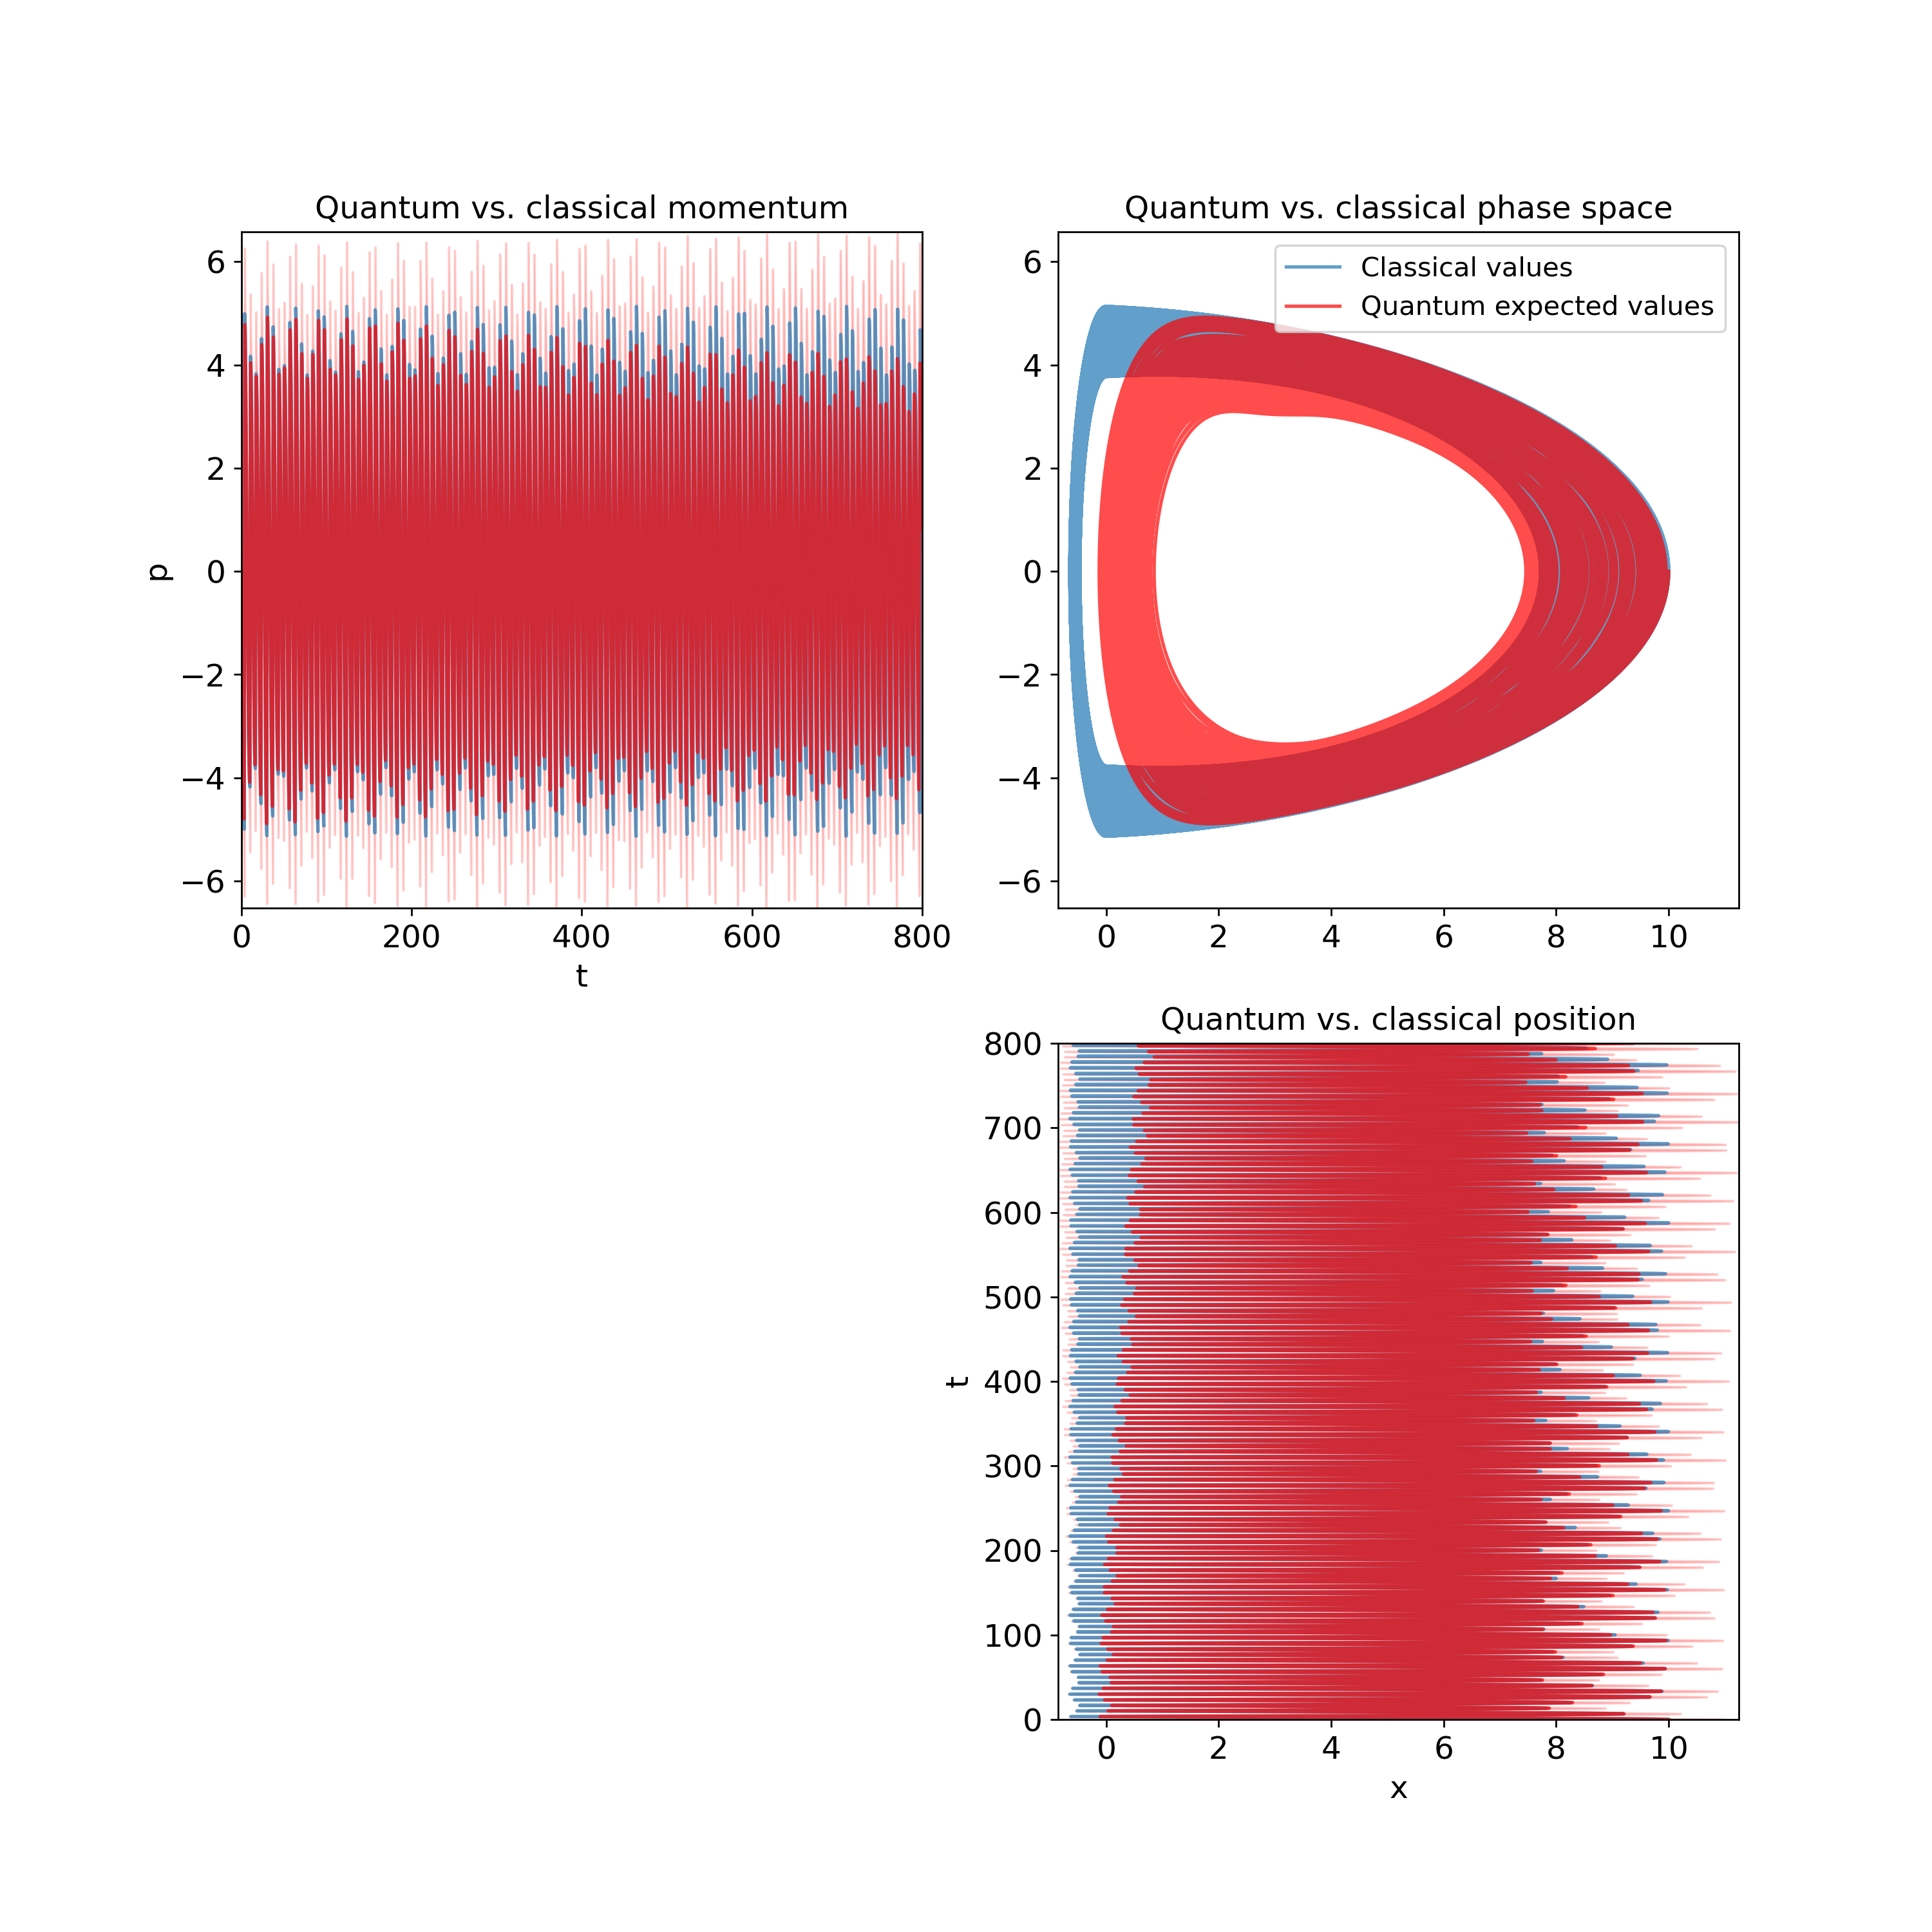 Quantum vs. classical momentum
6
4
2
0
−2
−4
−6
p
0 200 400 600 800
t
Quantum vs. classical phase space
Classical values
Quantum expected values
6
4
2
0
−2
−4
−6
0 2 4 6 8 10
Quantum vs. classical position
800
700
600
500
400
300
200
100
0
t
0 2 4 6 8 10
x